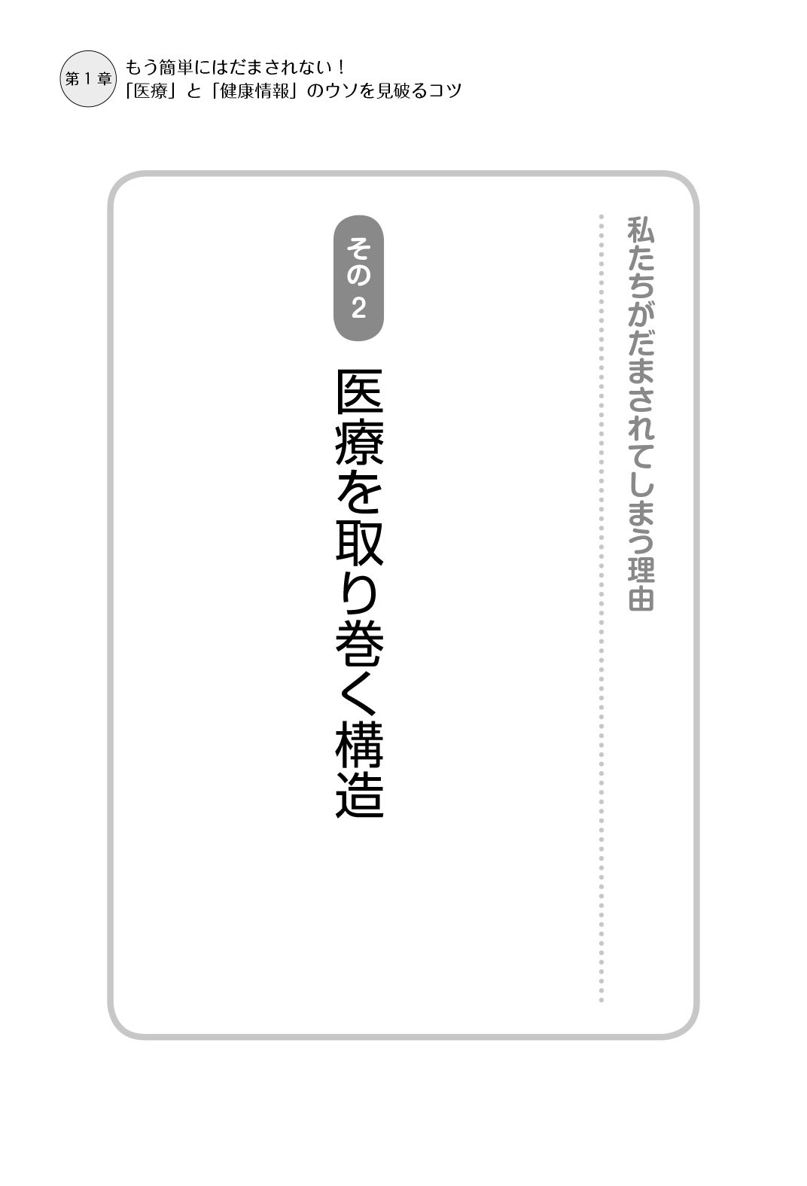 第1章
もう簡単にはだまされない！
「医療」と「健康情報」のウソを見破るコツ
私たちがだまされてしまう理由
その2
医療を取り巻く構造